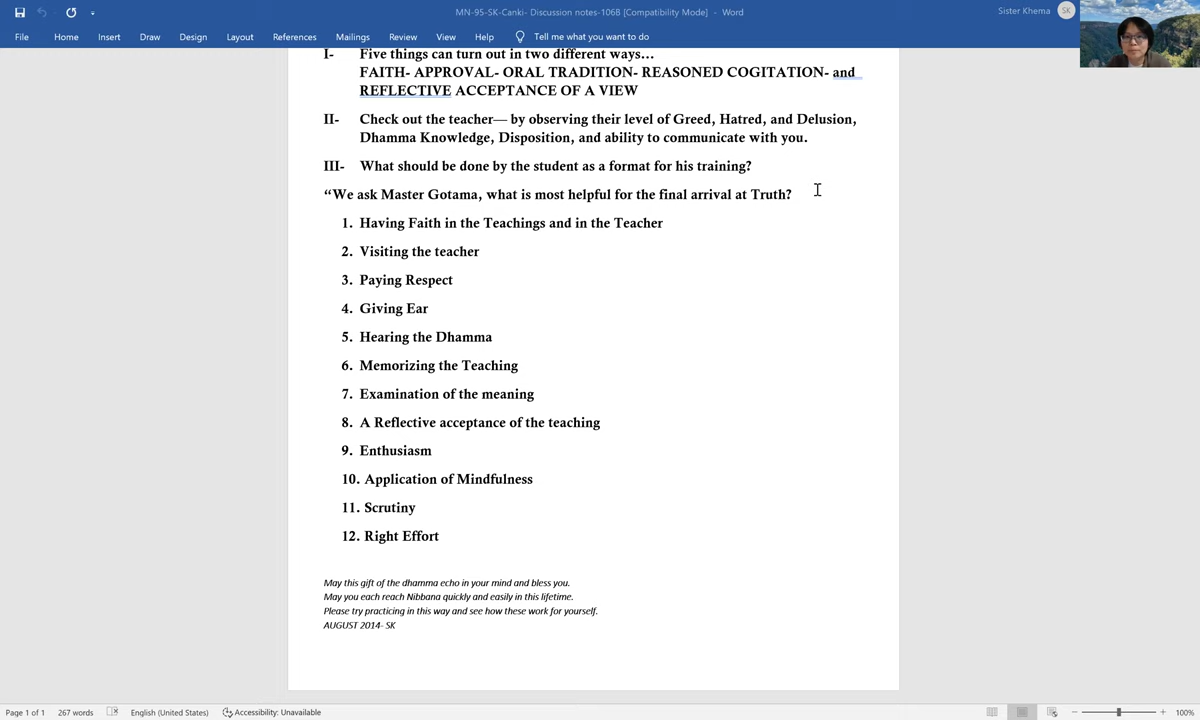 MN-95-SK-Canki- Discussion notes-106B [Compatibility Mode] - Word
Sister Khema SK
File Home Insert Draw Design Layout References Mailings Review View Help Tell me what you want to do
I- Five things can turn out in two different ways…
FAITH- APPROVAL- ORAL TRADITION- REASONED COGITATION- and
REFLECTIVE ACCEPTANCE OF A VIEW
II- Check out the teacher— by observing their level of Greed, Hatred, and Delusion,
Dhamma Knowledge, Disposition, and ability to communicate with you.
III- What should be done by the student as a format for his training?
“We ask Master Gotama, what is most helpful for the final arrival at Truth?
1. Having Faith in the Teachings and in the Teacher
2. Visiting the teacher
3. Paying Respect
4. Giving Ear
5. Hearing the Dhamma
6. Memorizing the Teaching
7. Examination of the meaning
8. A Reflective acceptance of the teaching
9. Enthusiasm
10. Application of Mindfulness
11. Scrutiny
12. Right Effort
May this gift of the dhamma echo in your mind and bless you.
May you each reach Nibbana quickly and easily in this lifetime.
Please try practicing in this way and see how these work for yourself.
AUGUST 2014- SK
Page 1 of 1 267 words English (United States) Accessibility: Unavailable 100%